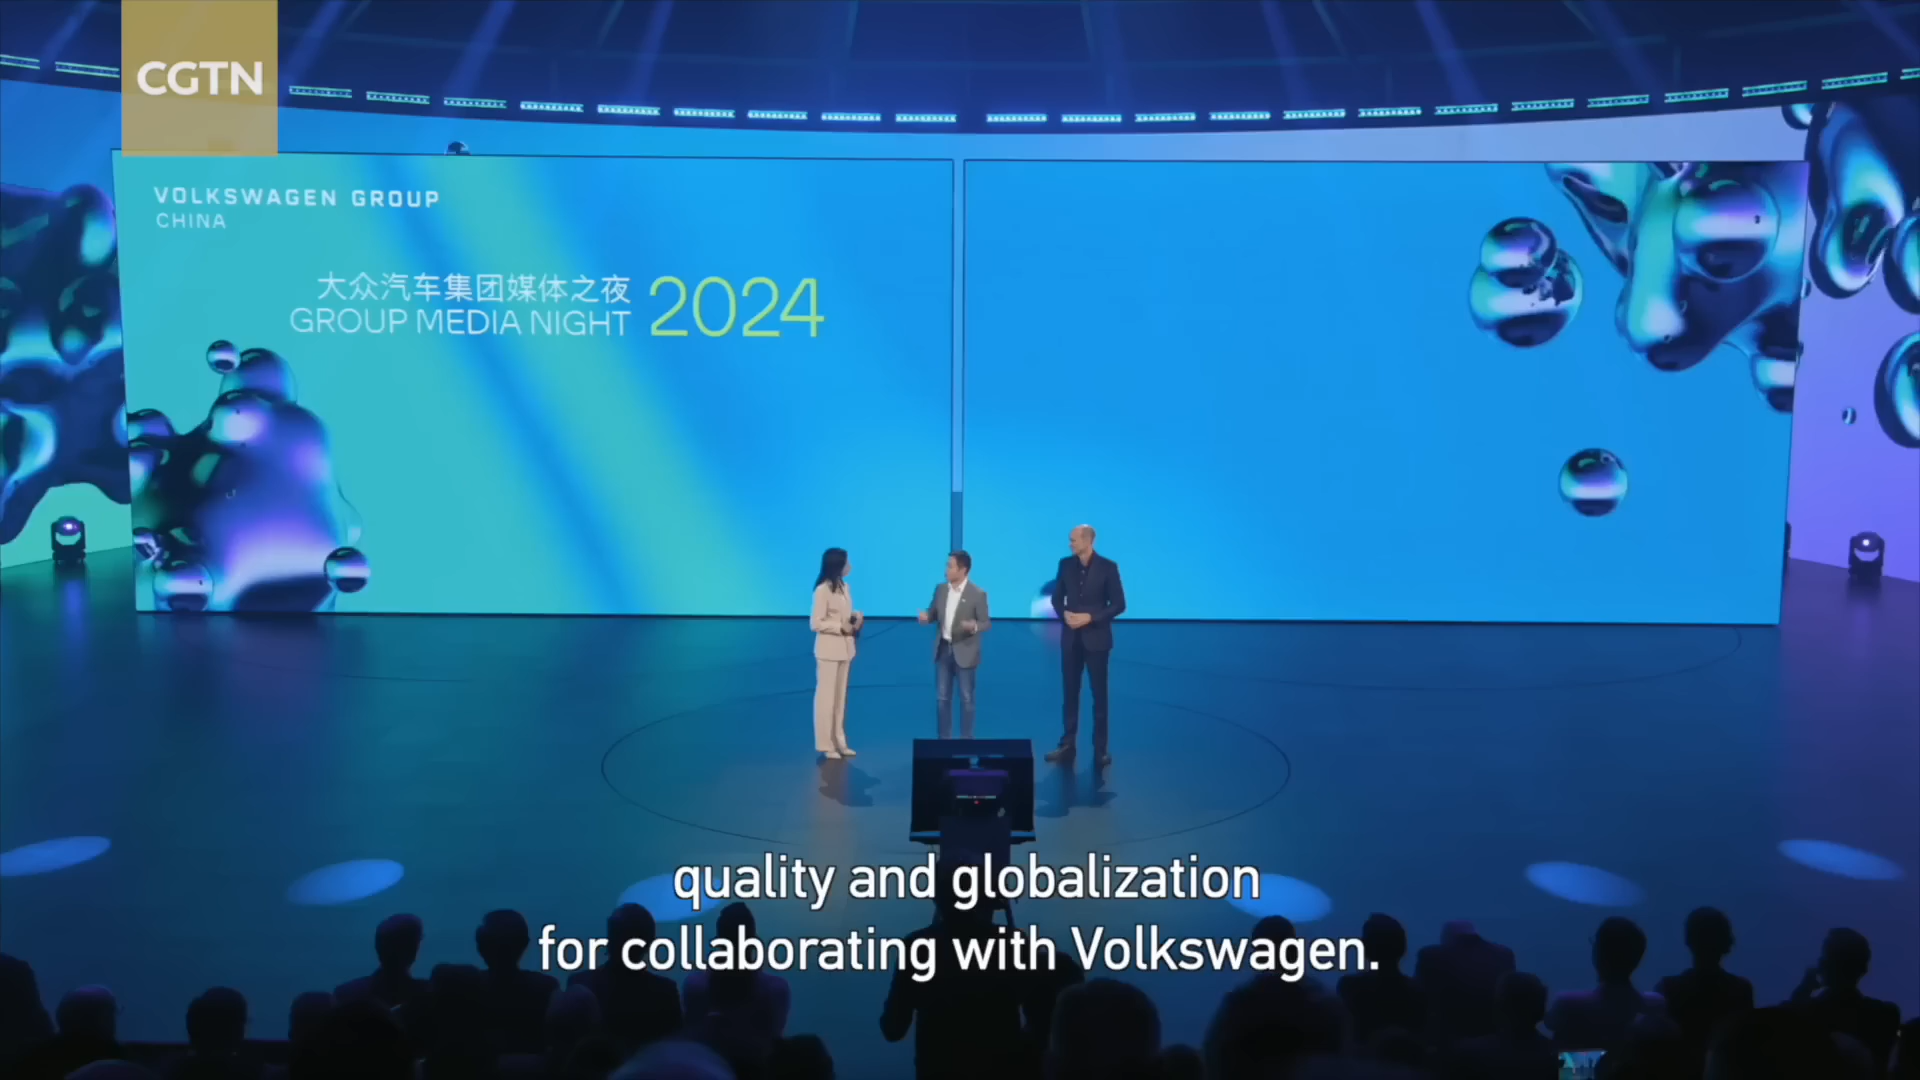 CGTN
VOLKSWAGEN GROUP
CHINA
大众汽车集团媒体之夜
GROUP MEDIA NIGHT 2024
quality and globalization
for collaborating with Volkswagen.